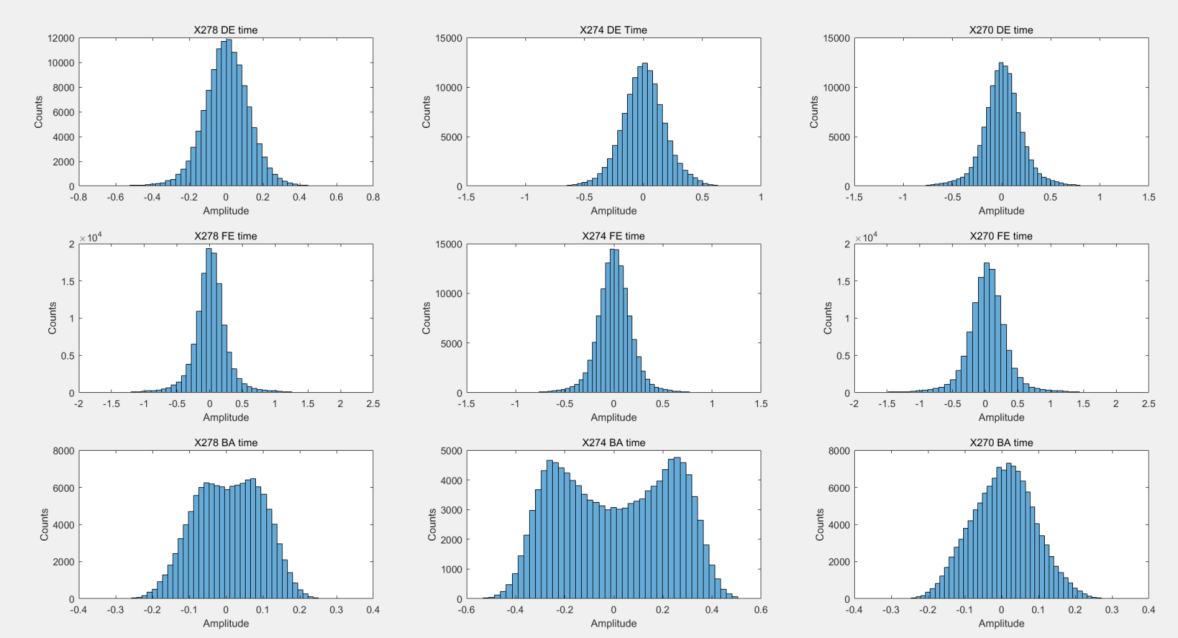 X278 DE time
12000
10000
8000
6000
4000
2000
0
Counts
-0.8 -0.6 -0.4 -0.2 0 0.2 0.4 0.6 0.8
Amplitude
X274 DE Time
15000
10000
5000
0
Counts
-1.5 -1 -0.5 0 0.5 1
Amplitude
X270 DE time
15000
10000
5000
0
Counts
-1.5 -1 -0.5 0 0.5 1 1.5
Amplitude
X278 FE time
× 10⁴
2
1.5
1
0.5
0
Counts
-2 -1.5 -1 -0.5 0 0.5 1 1.5 2 2.5
Amplitude
X274 FE time
15000
10000
5000
0
Counts
-1.5 -1 -0.5 0 0.5 1 1.5
Amplitude
X270 FE time
× 10⁴
2
1.5
1
0.5
0
Counts
-2 -1.5 -1 -0.5 0 0.5 1 1.5 2 2.5
Amplitude
X278 BA time
8000
6000
4000
2000
0
Counts
-0.4 -0.3 -0.2 -0.1 0 0.1 0.2 0.3 0.4
Amplitude
X274 BA time
5000
4000
3000
2000
1000
0
Counts
-0.6 -0.4 -0.2 0 0.2 0.4 0.6
Amplitude
X270 BA time
8000
6000
4000
2000
0
Counts
-0.4 -0.3 -0.2 -0.1 0 0.1 0.2 0.3 0.4
Amplitude